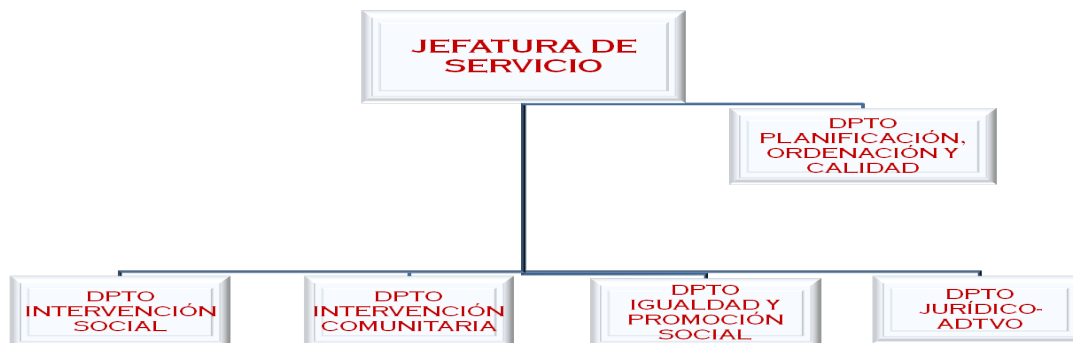 JEFATURA DE
SERVICIO
DPTO
PLANIFICACIÓN,
ORDENACIÓN Y
CALIDAD
DPTO
INTERVENCIÓN
SOCIAL
DPTO
INTERVENCIÓN
COMUNITARIA
DPTO
IGUALDAD Y
PROMOCIÓN
SOCIAL
DPTO
JURÍDICO-
ADTVO